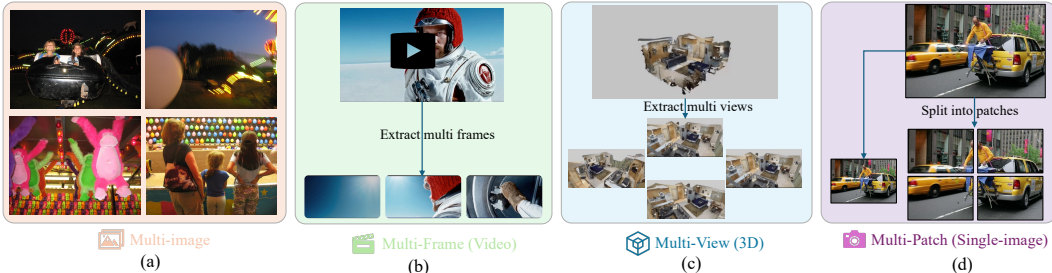 Extract multi frames
Extract multi views
Split into patches
Multi-image
Multi-Frame (Video)
Multi-View (3D)
Multi-Patch (Single-image)
(a)
(b)
(c)
(d)